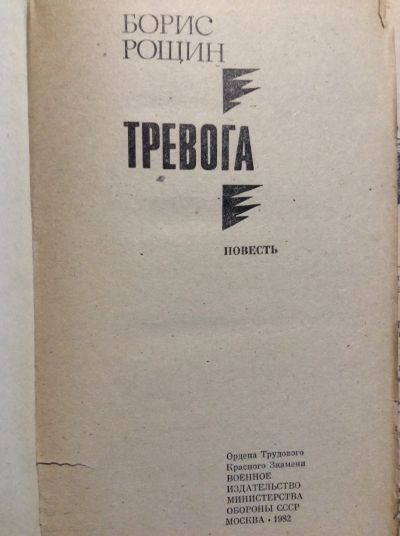 БОРИС
РОЩИН
ТРЕВОГА
ПОВЕСТЬ
Ордена Трудового
Красного Знамени
ВОЕННОЕ
ИЗДАТЕЛЬСТВО
МИНИСТЕРСТВА
ОБОРОНЫ СССР
МОСКВА • 1982